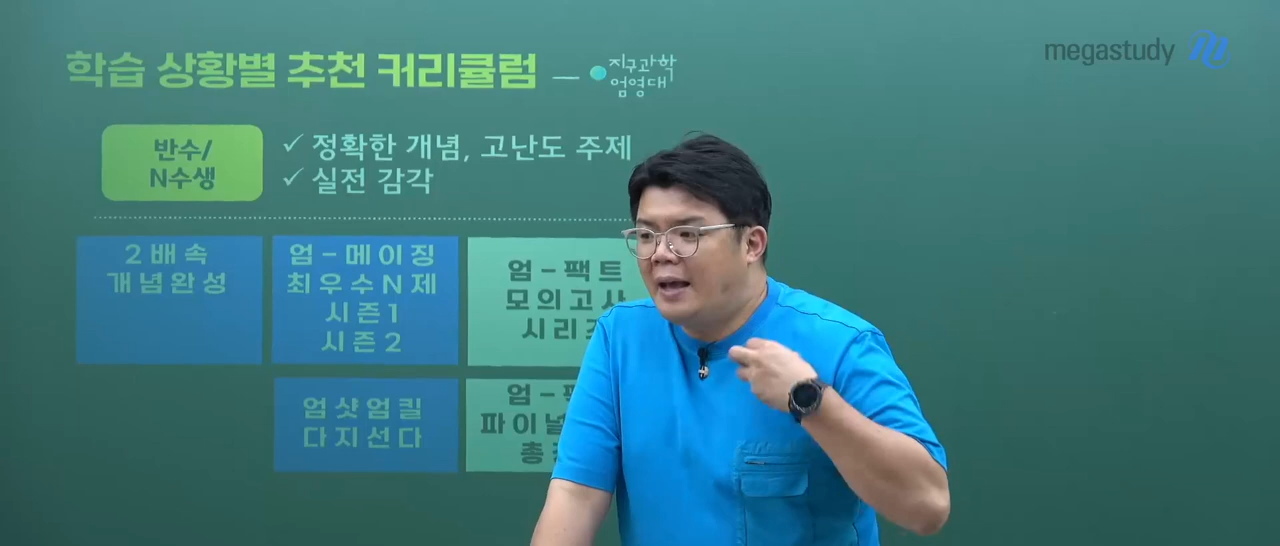 megastudy
학습 상황별 추천 커리큘럼
지구과학
엄영대
반수/
N수생
✓ 정확한 개념, 고난도 주제
✓ 실전 감각
2배속
개념완성
엄-메이징
최우수N제
시즌1
시즌2
엄-팩트
모의고사
엄샷엄킬
다지선다
엄-
파이널